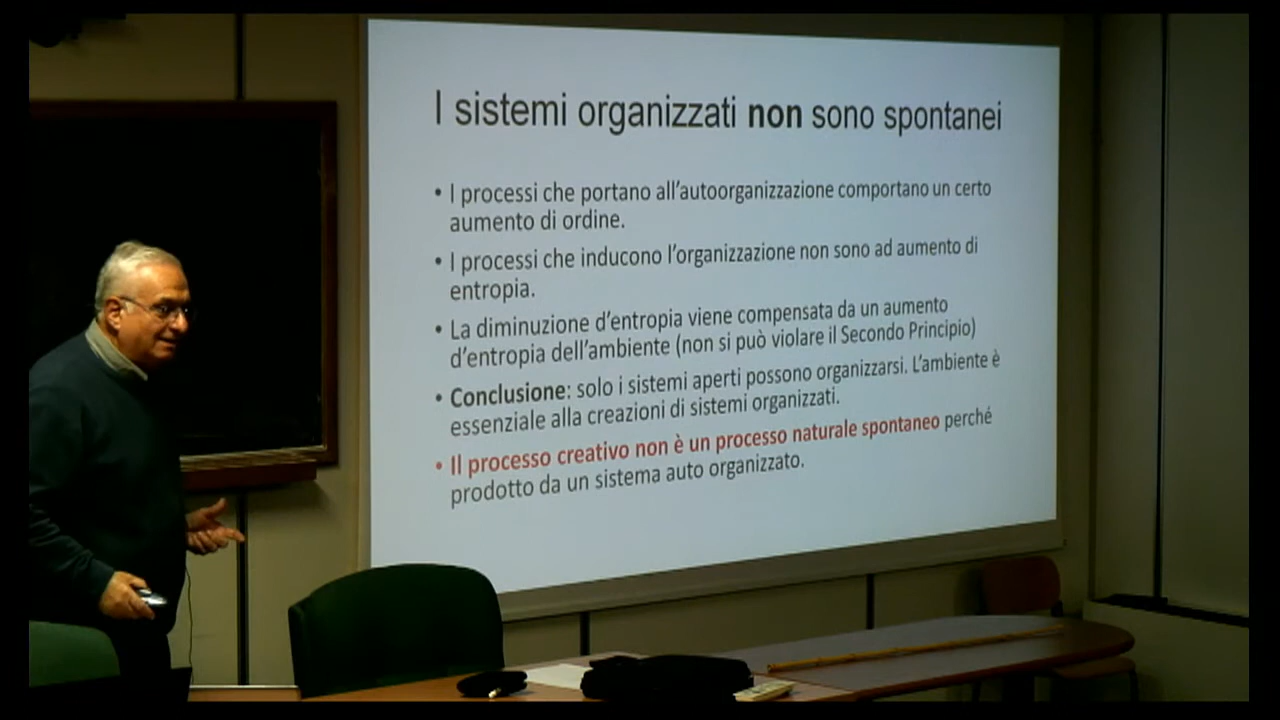 I sistemi organizzati non sono spontanei
• I processi che portano all'autoorganizzazione comportano un certo
aumento di ordine.
• I processi che inducono l'organizzazione non sono ad aumento di
entropia.
• La diminuzione d'entropia viene compensata da un aumento
d'entropia dell'ambiente (non si può violare il Secondo Principio)
• Conclusione: solo i sistemi aperti possono organizzarsi. L'ambiente è
essenziale alla creazioni di sistemi organizzati.
• Il processo creativo non è un processo naturale spontaneo perché
prodotto da un sistema auto organizzato.